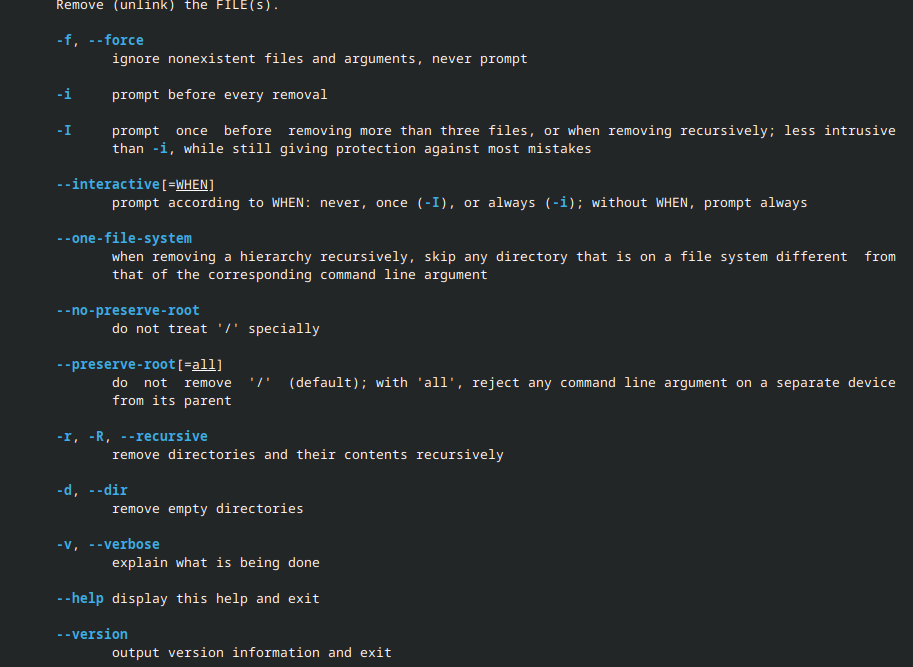 Remove (unlink) the FILE(s).
-f, --force
ignore nonexistent files and arguments, never prompt
-i prompt before every removal
-I prompt once before removing more than three files, or when removing recursively; less intrusive
than -i, while still giving protection against most mistakes
--interactive[=WHEN]
prompt according to WHEN: never, once (-I), or always (-i); without WHEN, prompt always
--one-file-system
when removing a hierarchy recursively, skip any directory that is on a file system different from
that of the corresponding command line argument
--no-preserve-root
do not treat '/' specially
--preserve-root[=all]
do not remove '/' (default); with 'all', reject any command line argument on a separate device
from its parent
-r, -R, --recursive
remove directories and their contents recursively
-d, --dir
remove empty directories
-v, --verbose
explain what is being done
--help display this help and exit
--version
output version information and exit